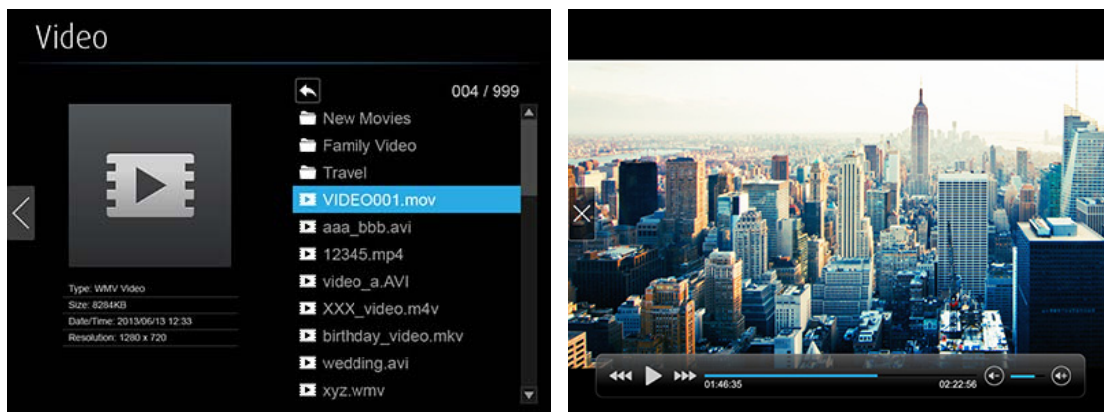 Video
004 / 999
New Movies
Family Video
Travel
VIDEO001.mov
aaa_bbb.avi
12345.mp4
video_a.AVI
XXX_video.m4v
birthday_video.mkv
wedding.avi
xyz.wmv
Type: WMV Video
Size: 8284KB
Date/Time: 2013/06/13 12:33
Resolution: 1280 x 720
01:46:35
02:22:56